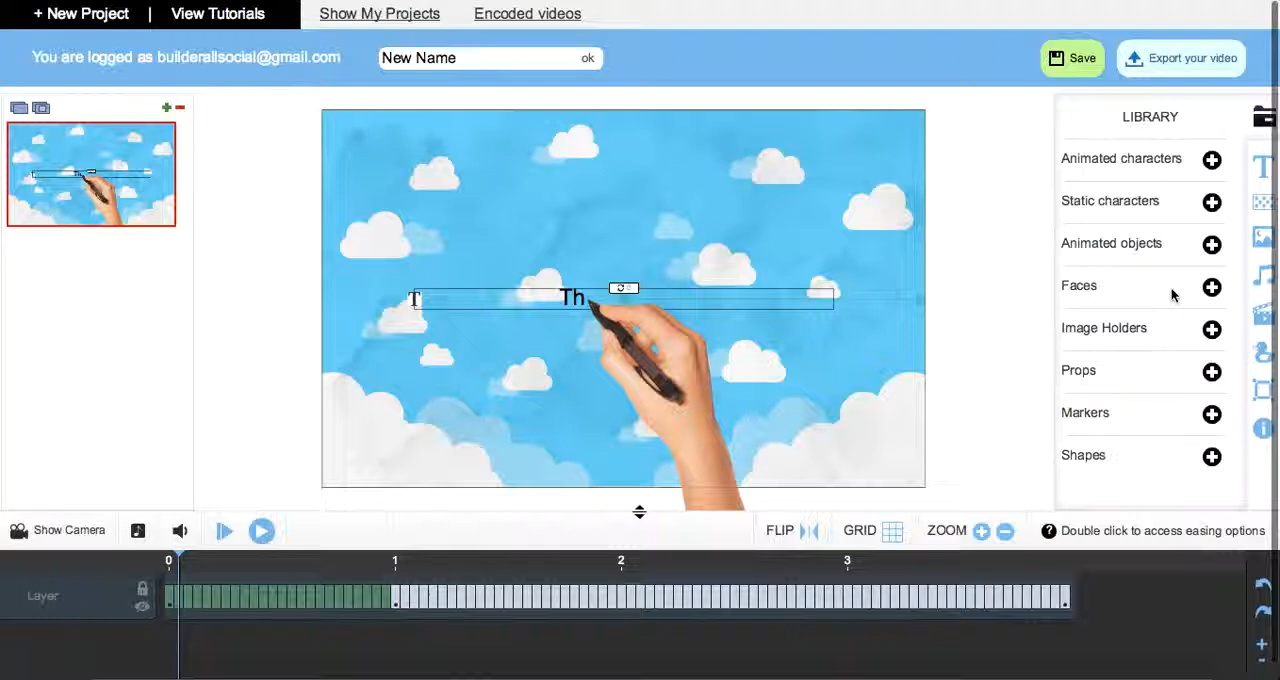 + New Project | View Tutorials Show My Projects Encoded videos
You are logged as builderallsocial@gmail.com New Name ok Save Export your video
LIBRARY
Animated characters
Static characters
Animated objects
Faces
Image Holders
Props
Markers
Shapes
T
Th
Show Camera
FLIP GRID ZOOM Double click to access easing options
0 1 2 3
Layer